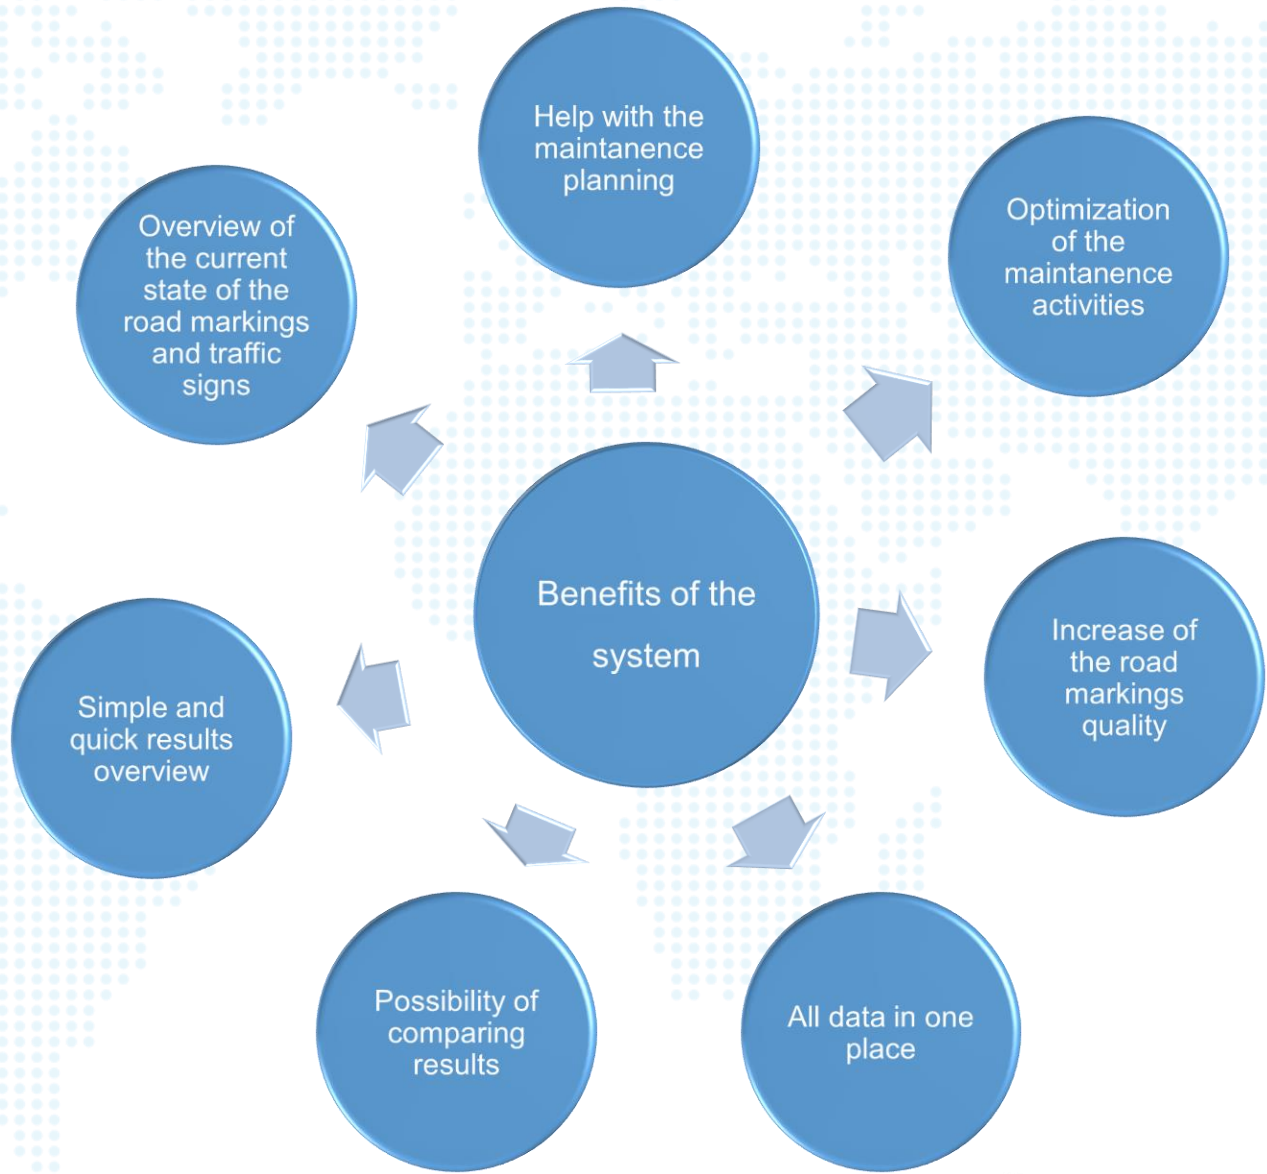 Help with the
maintanence
planning
Optimization
of the
maintanence
activities
Overview of
the current
state of the
road markings
and traffic
signs
Benefits of the
system
Increase of
the road
markings
quality
Simple and
quick results
overview
Possibility of
comparing
results
All data in one
place